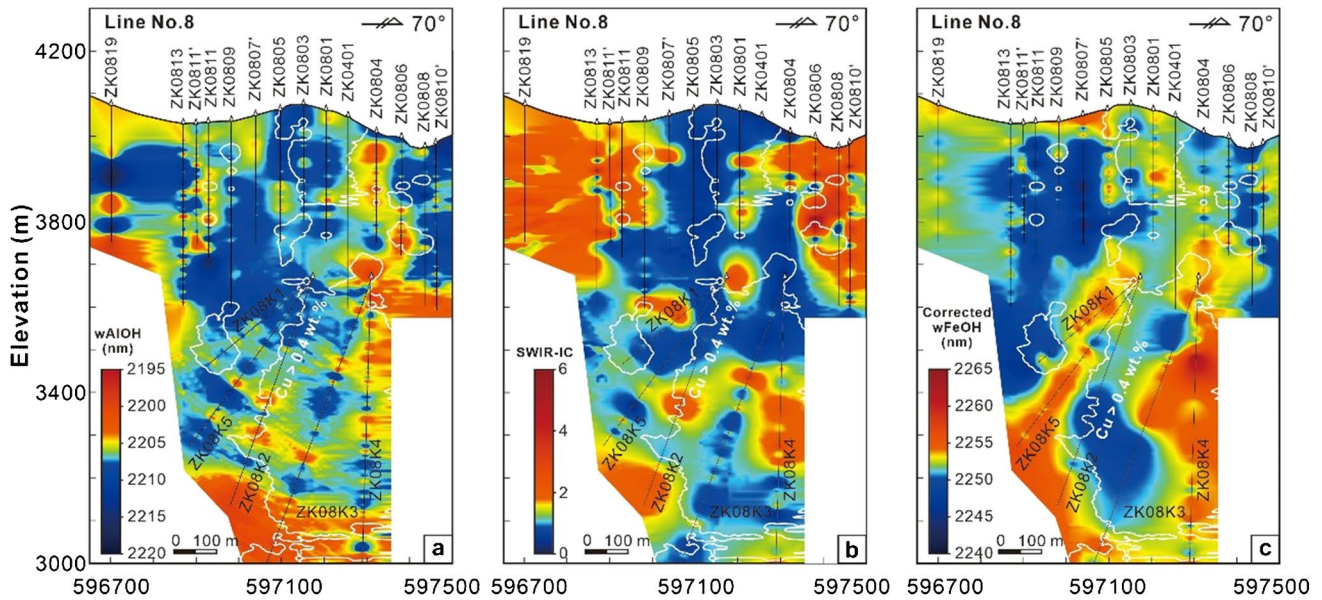 Line No.8
70°
ZK0819
ZK0813
ZK0811'
ZK0811
ZK0809
ZK0807'
ZK0805
ZK0803
ZK0801
ZK0401
ZK0804
ZK0806
ZK0808
ZK0810'
4200
3800
3400
3000
Elevation (m)
wAlOH
(nm)
2195
2200
2205
2210
2215
2220
ZK08K1
Cu > 0.4 wt.%
ZK08K5
ZK08K2
ZK08K4
ZK08K3
0 100 m
a
596700
597100
597500
Line No.8
70°
ZK0819
ZK0813
ZK0811'
ZK0811
ZK0809
ZK0807'
ZK0805
ZK0803
ZK0801
ZK0401
ZK0804
ZK0806
ZK0808
ZK0810'
SWIR-IC
6
4
2
1
0
ZK08K1
Cu > 0.4 wt.%
ZK08K5
ZK08K2
ZK08K4
ZK08K3
0 100 m
b
596700
597100
597500
Line No.8
70°
ZK0819
ZK0813
ZK0811'
ZK0811
ZK0809
ZK0807'
ZK0805
ZK0803
ZK0801
ZK0401
ZK0804
ZK0806
ZK0808
ZK0810'
Corrected
wFeOH
(nm)
2265
2260
2255
2250
2245
2240
ZK08K1
Cu > 0.4 wt.%
ZK08K5
ZK08K2
ZK08K4
ZK08K3
0 100 m
c
596700
597100
597500